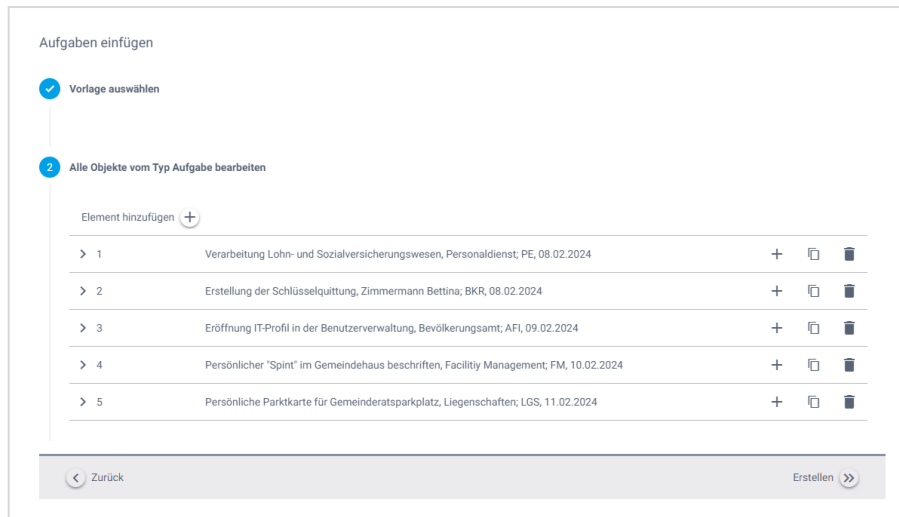 Aufgaben einfügen
Vorlage auswählen
2 Alle Objekte vom Typ Aufgabe bearbeiten
Element hinzufügen
1 Verarbeitung Lohn- und Sozialversicherungswesen, Personaldienst; PE, 08.02.2024
2 Erstellung der Schlüsselquittung, Zimmermann Bettina; BKR, 08.02.2024
3 Eröffnung IT-Profil in der Benutzerverwaltung, Bevölkerungsamt; AFI, 09.02.2024
4 Persönlicher "Spint" im Gemeindehaus beschriften, Facilitiy Management; FM, 10.02.2024
5 Persönliche Parktkarte für Gemeinderatsparkplatz, Liegenschaften; LGS, 11.02.2024
Zurück Erstellen